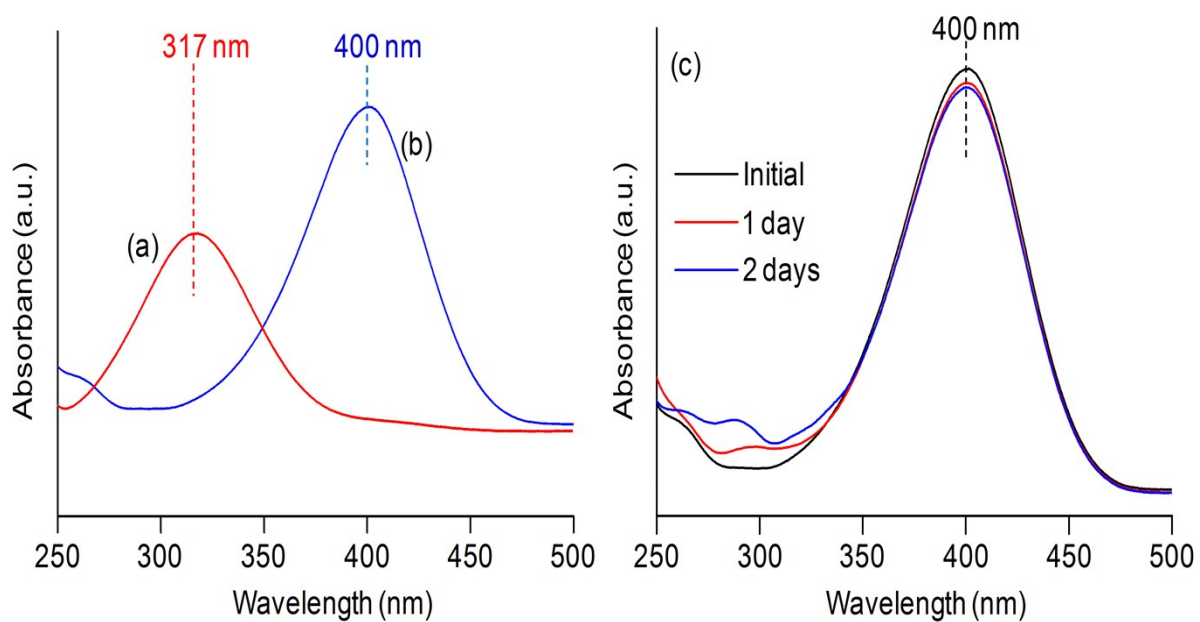 317 nm
400 nm
(a)
(b)
Absorbance (a.u.)
250 300 350 400 450 500
Wavelength (nm)
(c)
400 nm
Initial
1 day
2 days
Absorbance (a.u.)
250 300 350 400 450 500
Wavelength (nm)